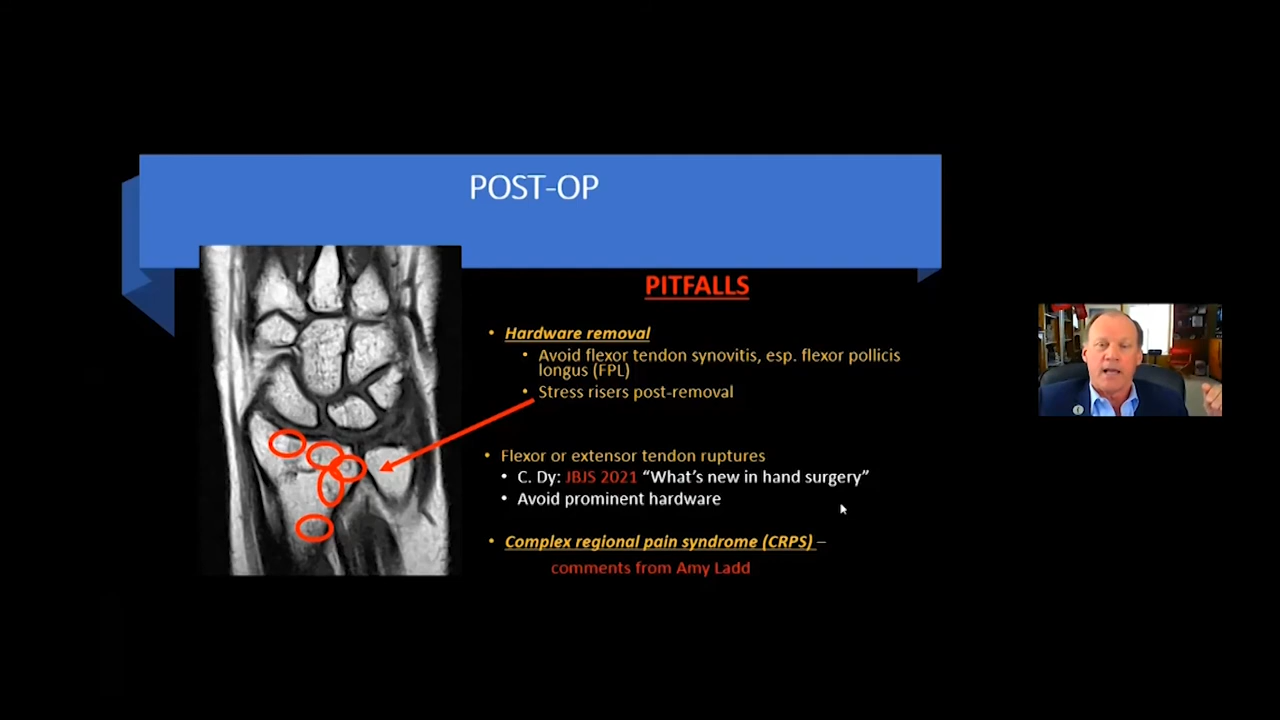 POST-OP
PITFALLS
• Hardware removal
• Avoid flexor tendon synovitis, esp. flexor pollicis
longus (FPL)
• Stress risers post-removal
• Flexor or extensor tendon ruptures
• C. Dy: JBJS 2021 “What’s new in hand surgery”
• Avoid prominent hardware
• Complex regional pain syndrome (CRPS) –
comments from Amy Ladd